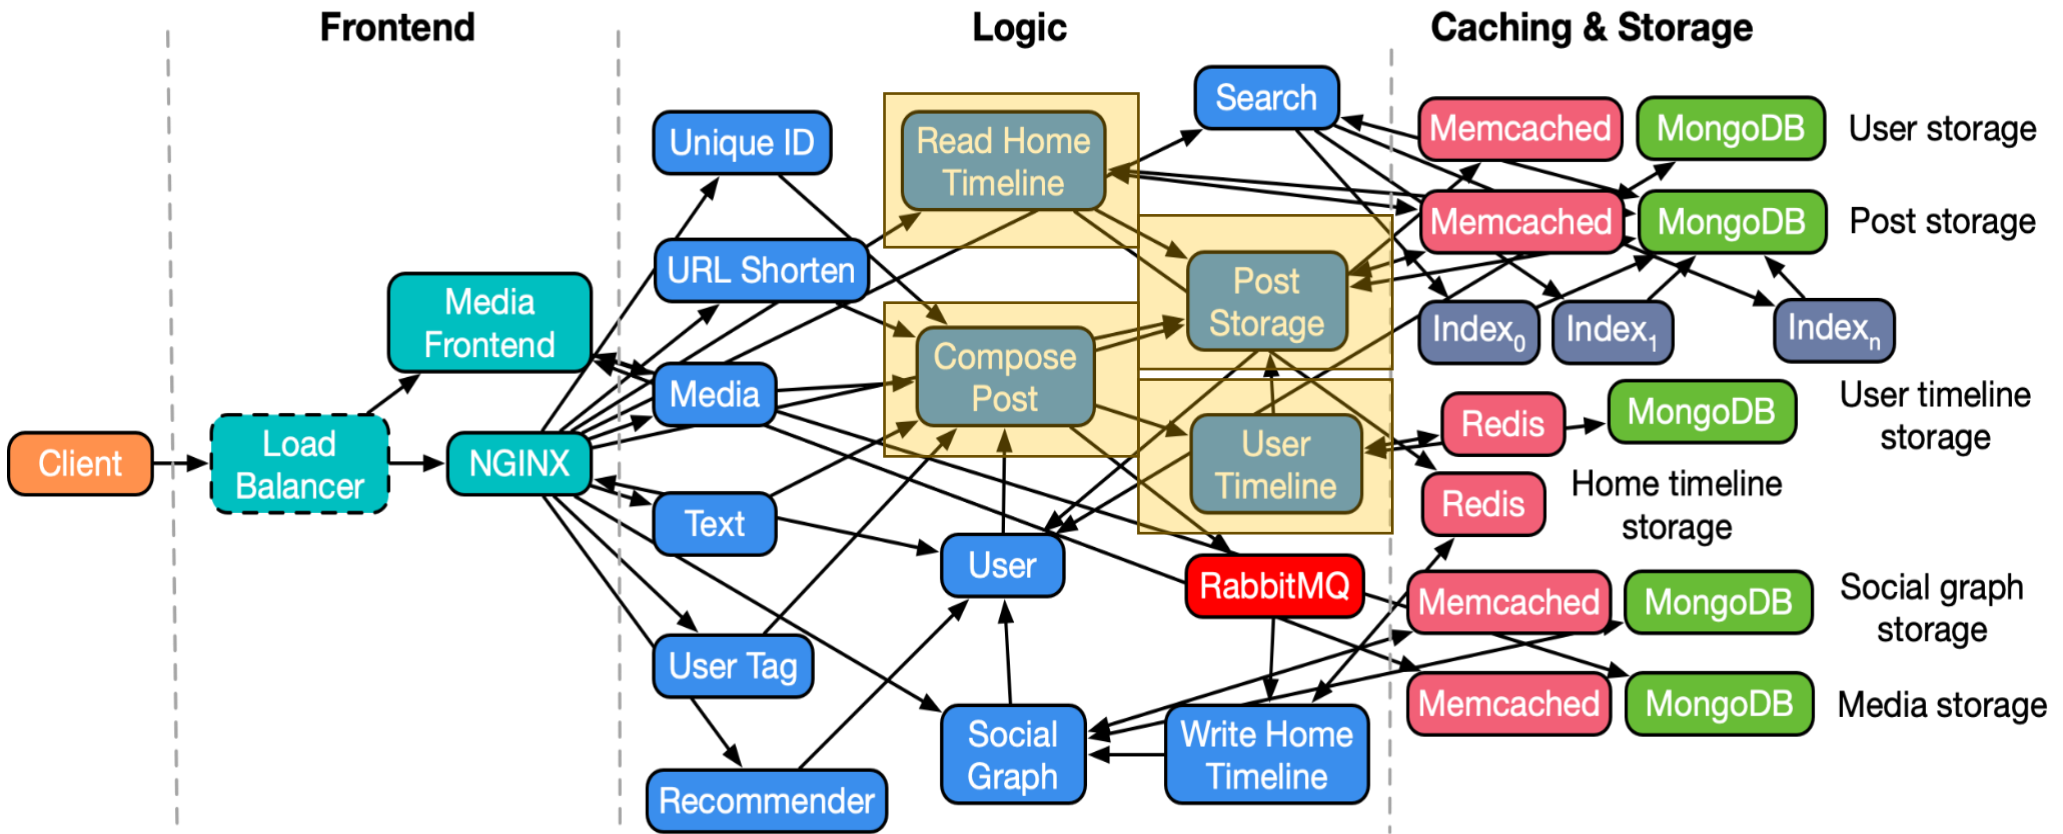 Frontend
Logic
Caching & Storage
Client
Load
Balancer
Media
Frontend
NGINX
Unique ID
URL Shorten
Media
Text
User Tag
Recommender
Read Home
Timeline
Compose
Post
User
Social
Graph
Search
Post
Storage
User
Timeline
RabbitMQ
Write Home
Timeline
Memcached
MongoDB
User storage
Memcached
MongoDB
Post storage
Index0
Index1
Indexn
Redis
MongoDB
User timeline
storage
Redis
Home timeline
storage
Memcached
MongoDB
Social graph
storage
Memcached
MongoDB
Media storage